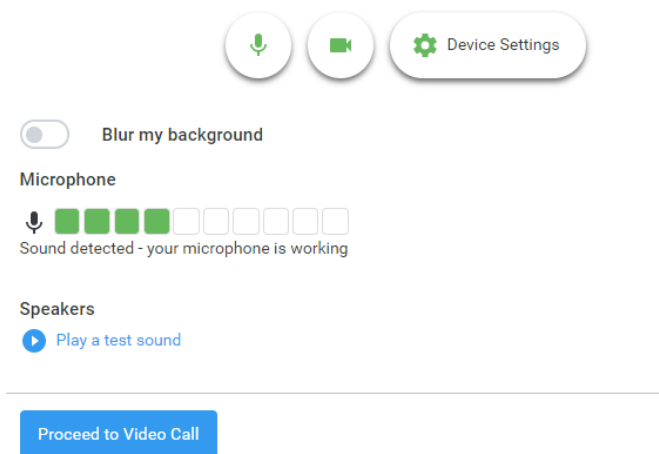 Device Settings
Blur my background
Microphone
Sound detected - your microphone is working
Speakers
Play a test sound
Proceed to Video Call